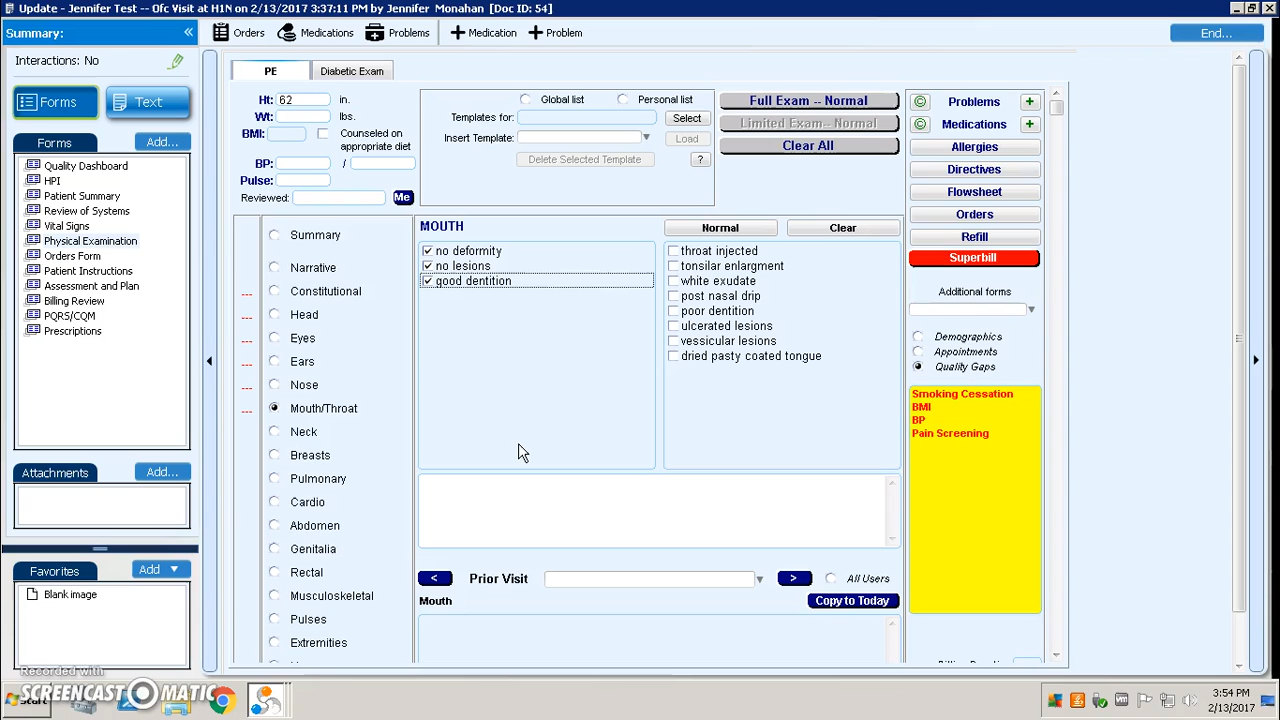 Update - Jennifer Test -- Ofc Visit at H1N on 2/13/2017 3:37:11 PM by Jennifer Monahan [Doc ID: 54]
Summary: «
Orders Medications Problems +Medication +Problem End...
Interactions: No
Forms Text
Forms Add...
Quality Dashboard
HPI
Patient Summary
Review of Systems
Vital Signs
Physical Examination
Orders Form
Patient Instructions
Assessment and Plan
Billing Review
PQRS/CQM
Prescriptions
Attachments Add...
Favorites Add
Blank image
PE Diabetic Exam
Ht: 62 in.
Wt: lbs.
BMI: Counseled on
appropriate diet
BP: /
Pulse:
Reviewed: Me
Global list Personal list
Templates for: Select
Insert Template: Load
Delete Selected Template ?
Full Exam -- Normal
Limited Exam-- Normal
Clear All
Summary
Narrative
--- Constitutional
--- Head
--- Eyes
--- Ears
--- Nose
--- Mouth/Throat
Neck
Breasts
Pulmonary
Cardio
Abdomen
Genitalia
Rectal
Musculoskeletal
Pulses
Extremities
MOUTH Normal Clear
no deformity
no lesions
good dentition
throat injected
tonsilar enlargment
white exudate
post nasal drip
poor dentition
ulcerated lesions
vessicular lesions
dried pasty coated tongue
< Prior Visit > All Users
Mouth Copy to Today
© Problems +
© Medications +
Allergies
Directives
Flowsheet
Orders
Refill
Superbill
Additional forms
Demographics
Appointments
Quality Gaps
Smoking Cessation
BMI
BP
Pain Screening
Recorded with
SCREENCAST MATIC
Start
3:54 PM
2/13/2017